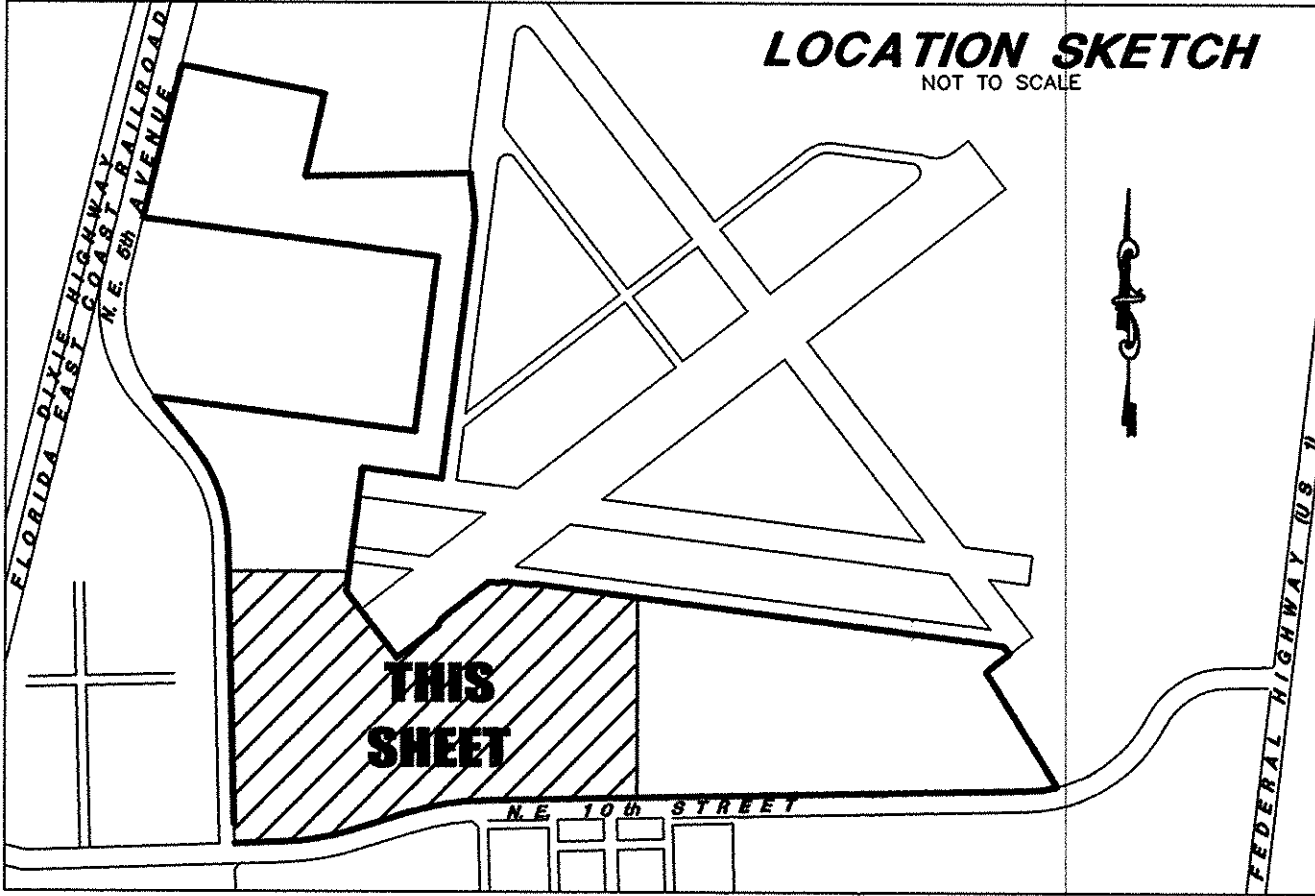 LOCATION SKETCH
NOT TO SCALE
DIXIE HIGHWAY
FLORIDA EAST COAST RAILROAD
N.E. 5th AVENUE
THIS
SHEET
N.E. 10th STREET
FEDERAL HIGHWAY (US 1)